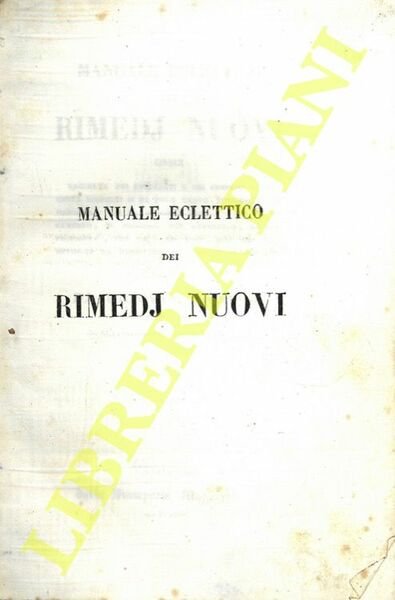 MANUALE ECLETTICO
DEI
RIMEDJ NUOVI
LIBRERIA PIANI